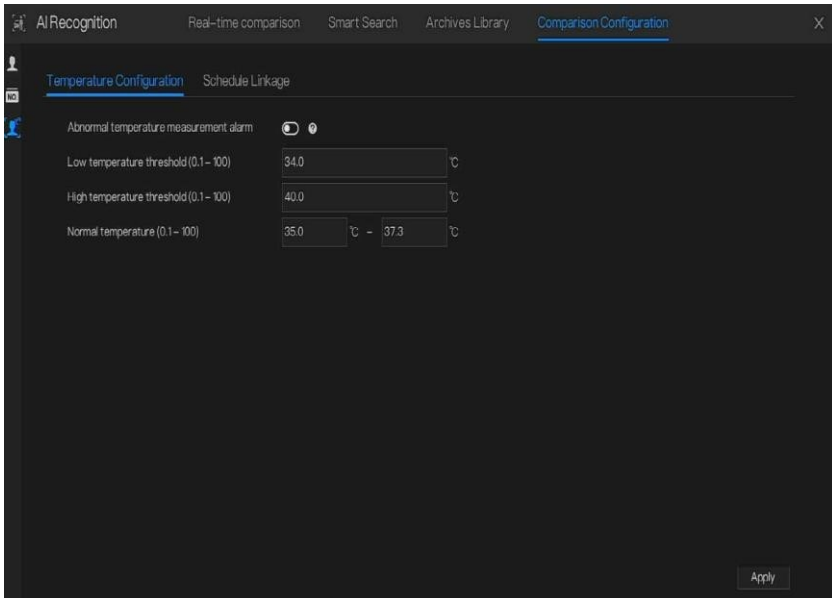 AI Recognition Real-time comparison Smart Search Archives Library Comparison Configuration X
NO.
Temperature Configuration Schedule Linkage
Abnormal temperature measurement alarm ?
Low temperature threshold (0.1 - 100) 34.0 ℃
High temperature threshold (0.1 - 100) 40.0 ℃
Normal temperature (0.1 - 100) 35.0 ℃ - 37.3 ℃
Apply